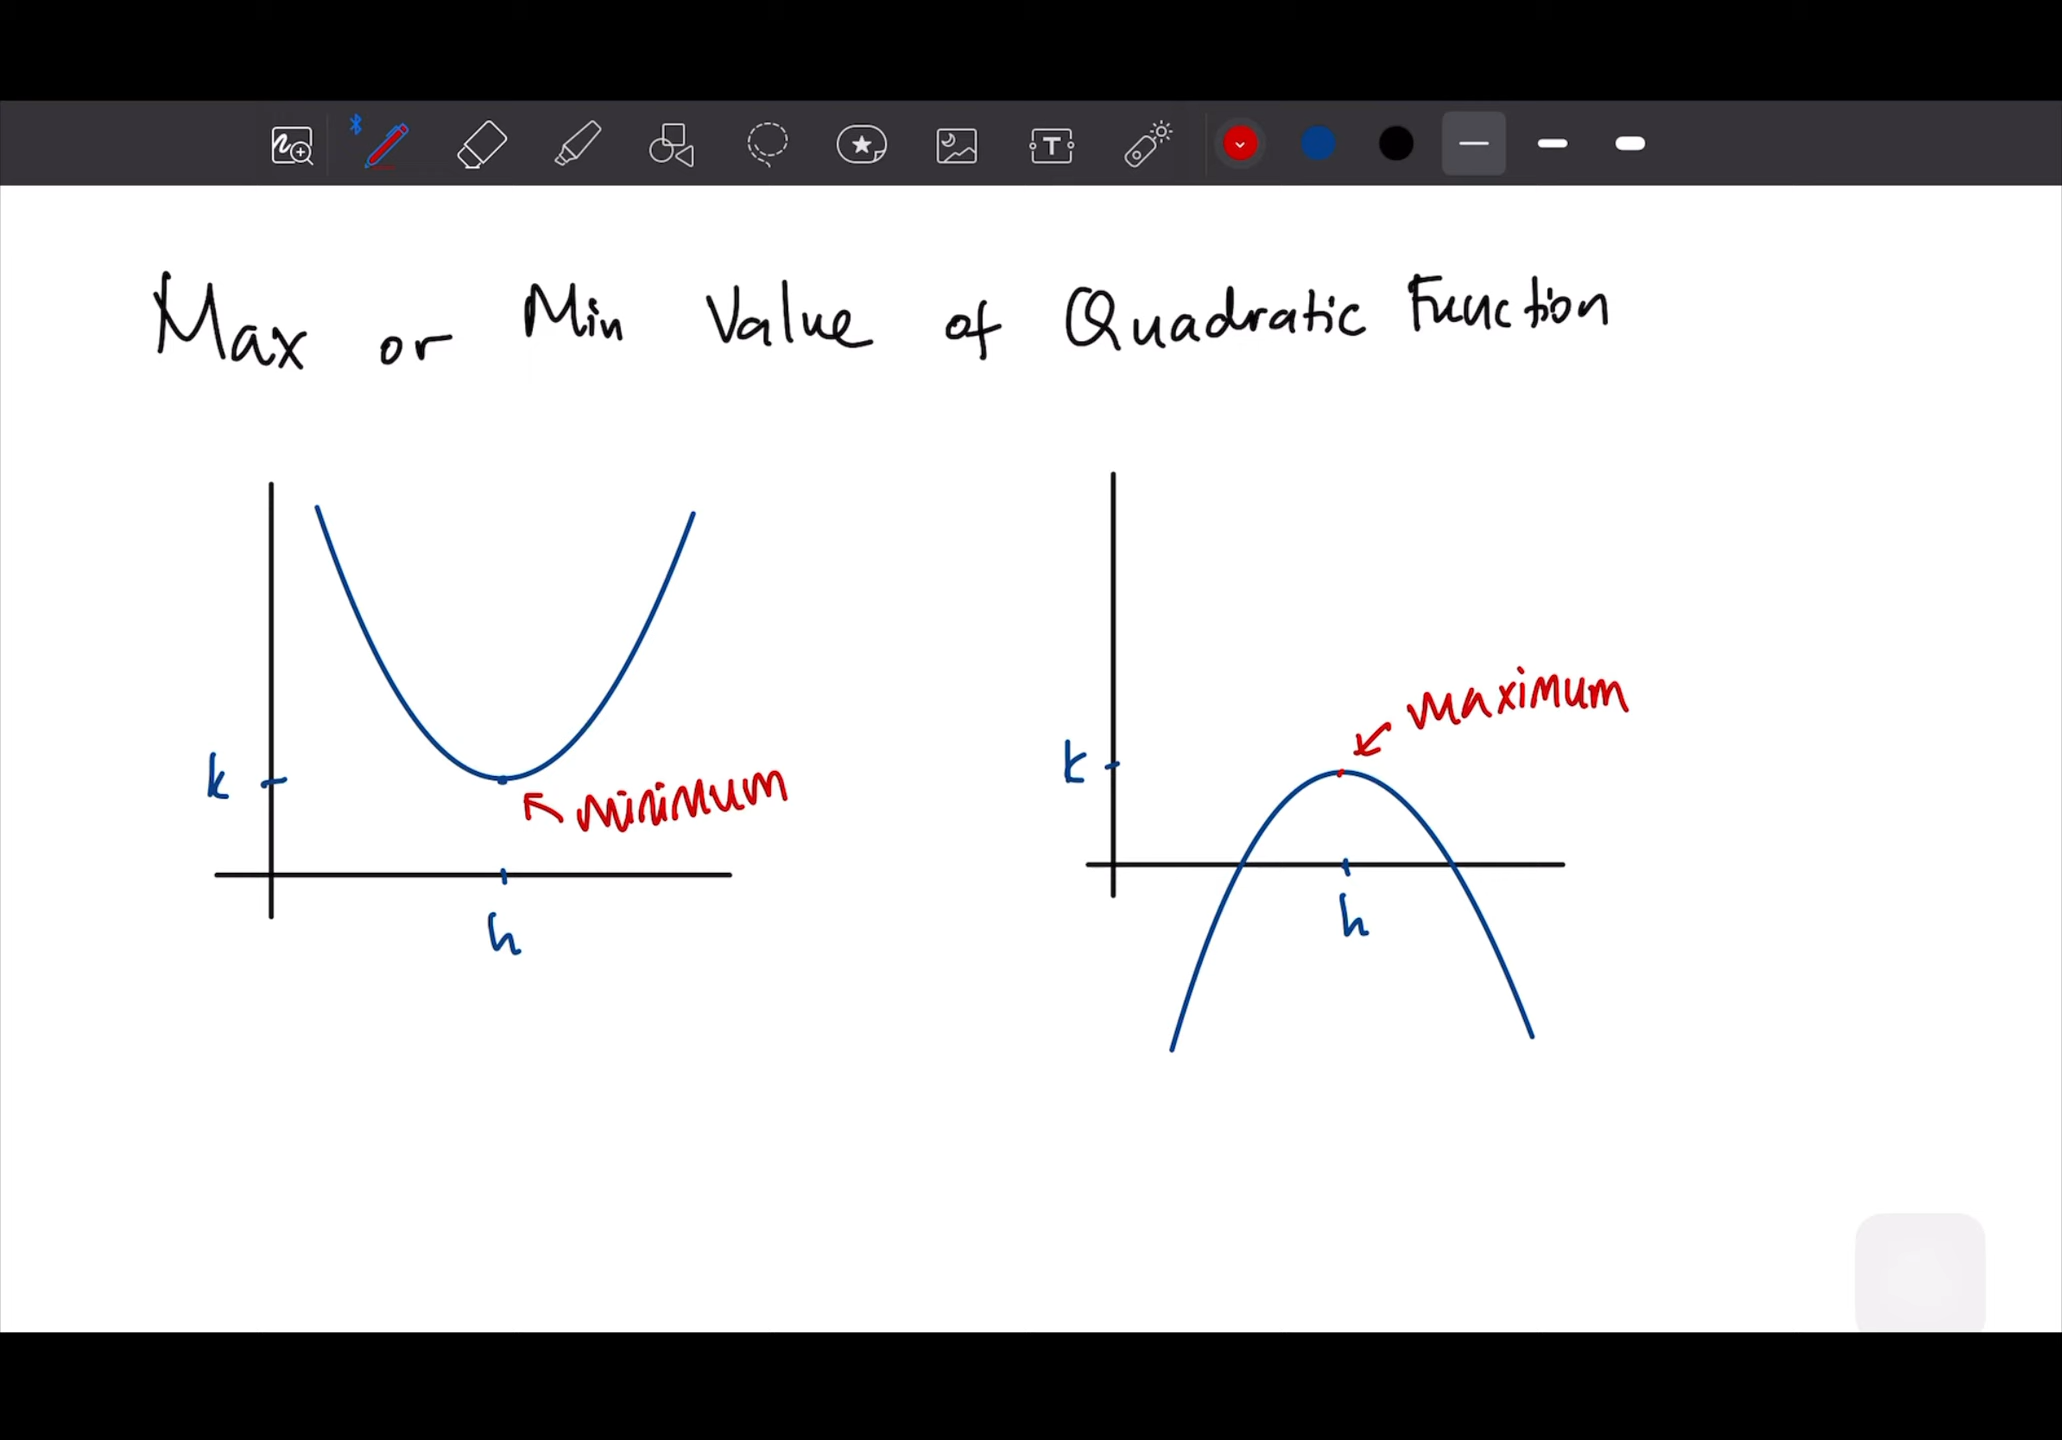 Max or Min Value of Quadratic Function
maximum
k
k
minimum
h
h